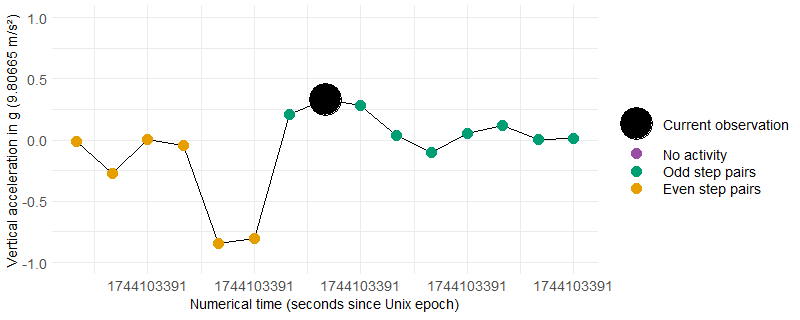 Vertical acceleration in g (9.80665 m/s²)
1.0
0.5
0.0
-0.5
-1.0
1744103391 1744103391 1744103391 1744103391 1744103391
Numerical time (seconds since Unix epoch)
Current observation
No activity
Odd step pairs
Even step pairs